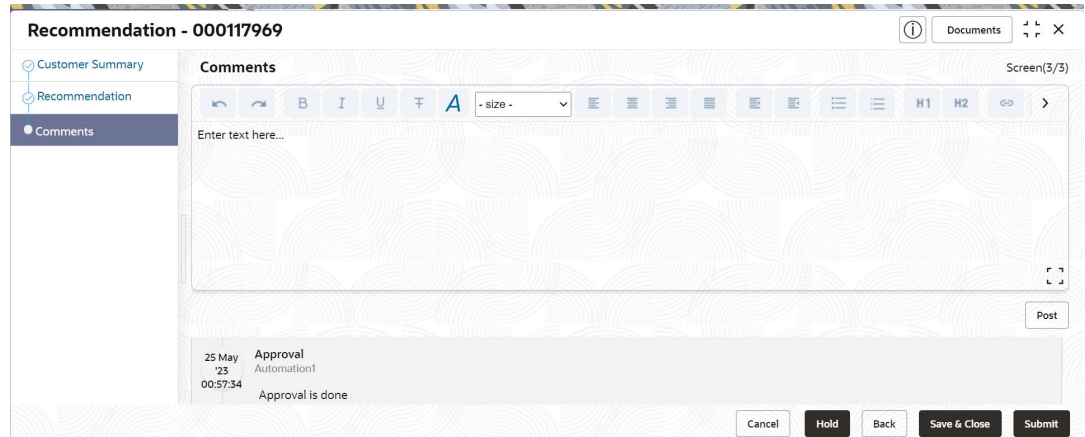 Recommendation - 000117969
Documents
Customer Summary
Recommendation
Comments
Comments
Screen(3/3)
B I U T A - size - H1 H2
Enter text here...
Post
25 May
'23
00:57:34
Approval
Automation1
Approval is done
Cancel
Hold
Back
Save & Close
Submit